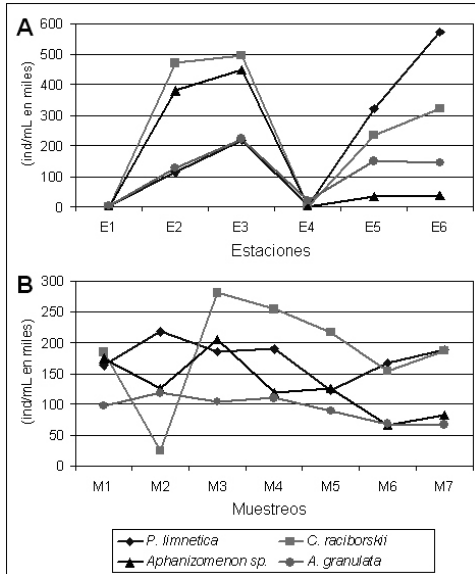 A
(ind/mL en miles)
600
500
400
300
200
100
0
E1 E2 E3 E4 E5 E6
Estaciones
B
(ind/mL en miles)
300
250
200
150
100
50
0
M1 M2 M3 M4 M5 M6 M7
Muestreos
P. limnetica C. raciborskii
Aphanizomenon sp. A. granulata